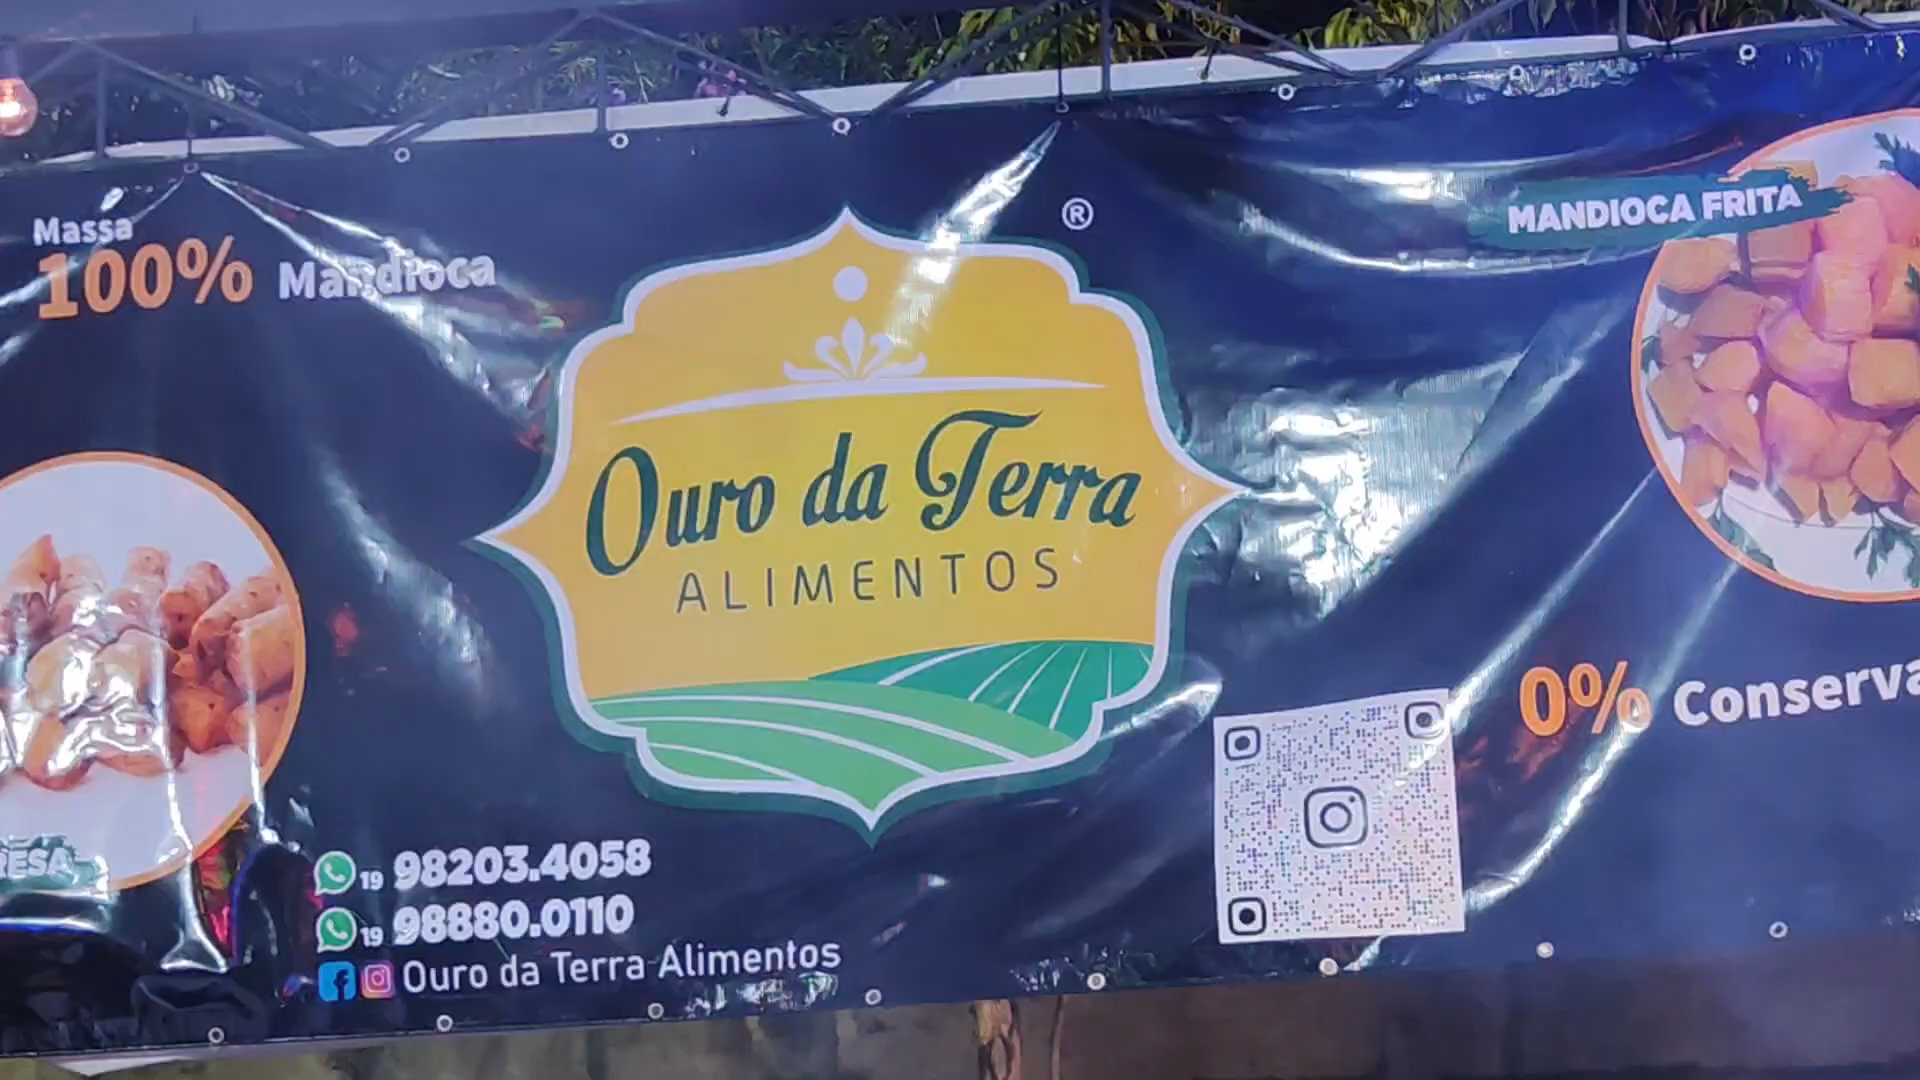 Massa
100% Mandioca
®
Ouro da Terra
ALIMENTOS
MANDIOCA FRITA
0% Conserva
19 98203.4058
19 98880.0110
Ouro da Terra Alimentos